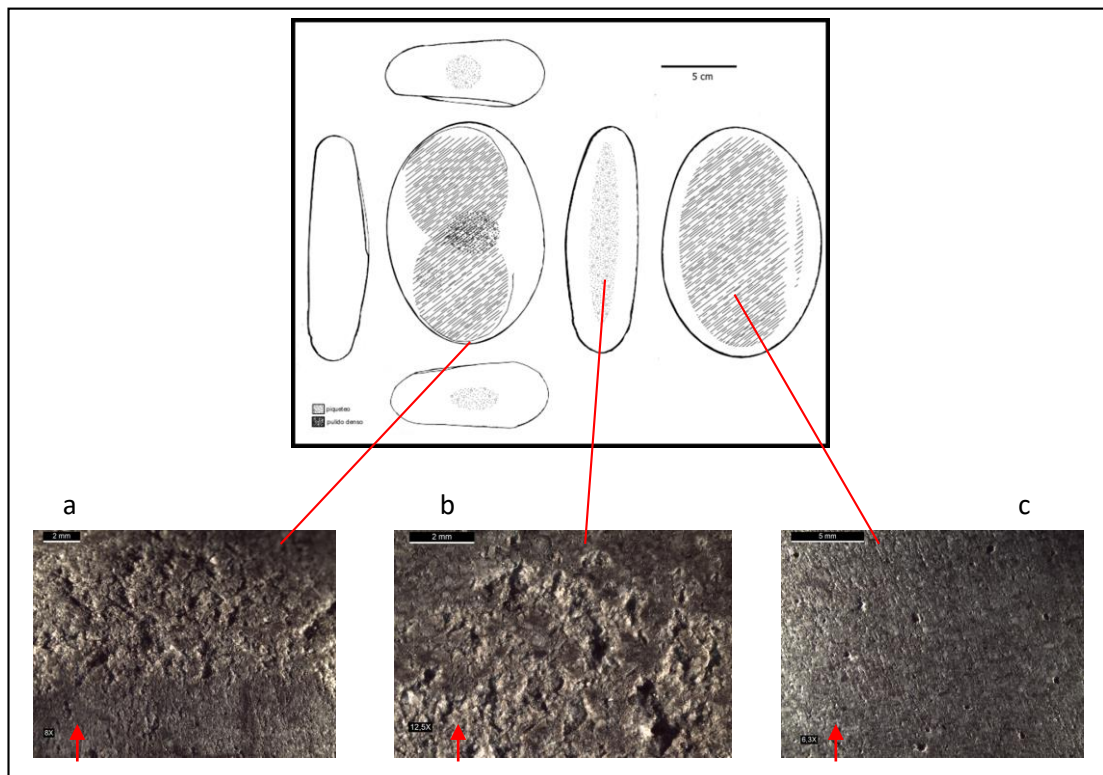 5 cm
piqueteo
pulido denso
a
b
c
2 mm
2 mm
5 mm
8X
12,5X
6,3X